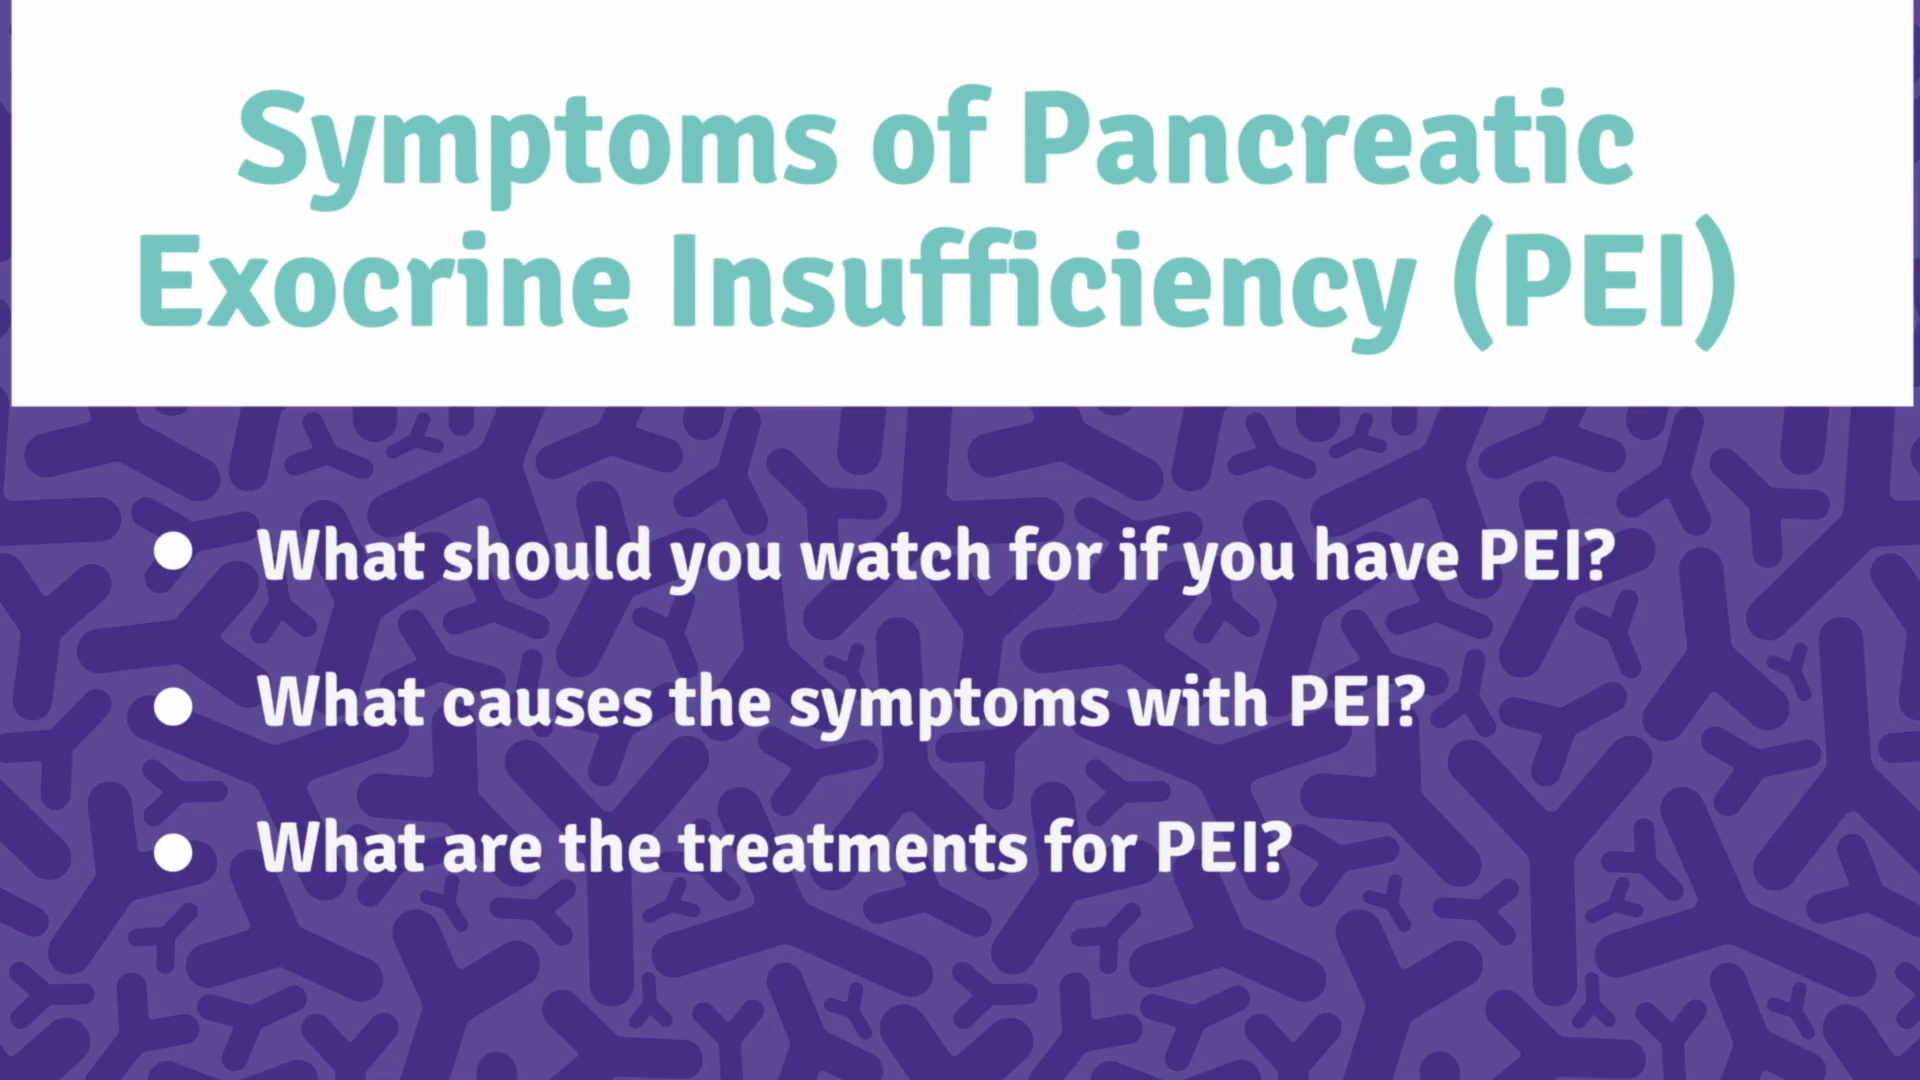 Symptoms of Pancreatic
Exocrine Insufficiency (PEI)
● What should you watch for if you have PEI?
● What causes the symptoms with PEI?
● What are the treatments for PEI?